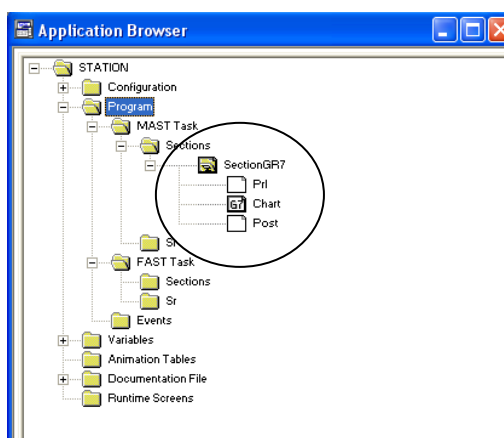 Application Browser
STATION
Configuration
Program
MAST Task
Sections
SectionGR7
Prl
G7 Chart
Post
Sr
FAST Task
Sections
Sr
Events
Variables
Animation Tables
Documentation File
Runtime Screens